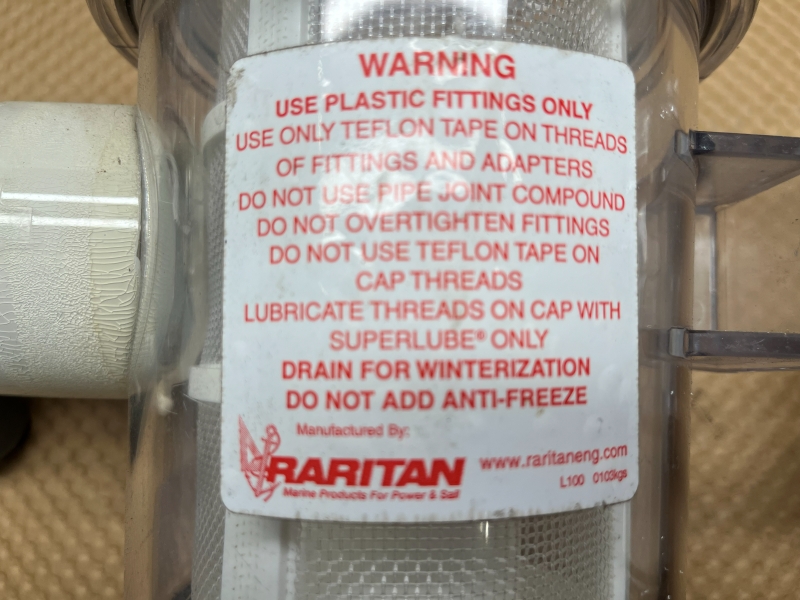 WARNING
USE PLASTIC FITTINGS ONLY
USE ONLY TEFLON TAPE ON THREADS
OF FITTINGS AND ADAPTERS
DO NOT USE PIPE JOINT COMPOUND
DO NOT OVERTIGHTEN FITTINGS
DO NOT USE TEFLON TAPE ON
CAP THREADS
LUBRICATE THREADS ON CAP WITH
SUPERLUBE® ONLY
DRAIN FOR WINTERIZATION
DO NOT ADD ANTI-FREEZE
Manufactured By:
RARITAN
Marine Products For Power & Sail
www.raritaneng.com
L100 0103kgs